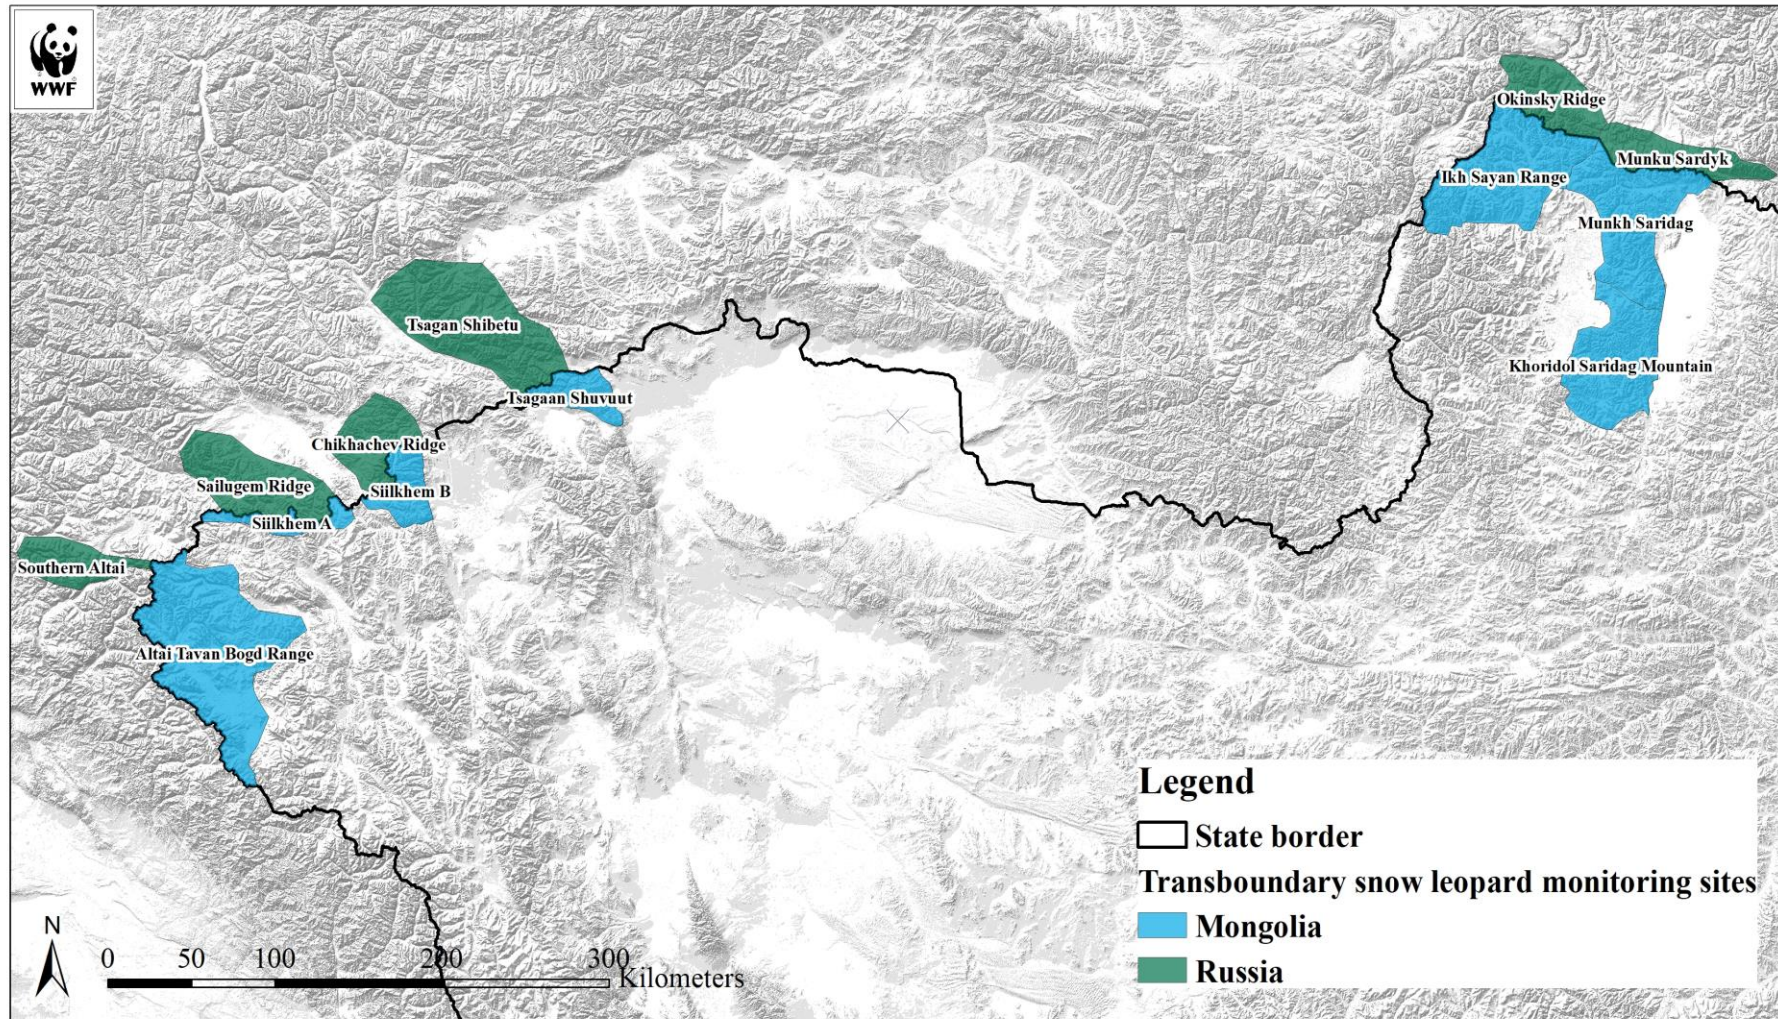 WWF
Okinsky Ridge
Munku Sardyk
Ikh Sayan Range
Munkh Saridag
Tsagan Shibetu
Khoridol Saridag Mountain
Tsagaan Shuvuut
Chikhachev Ridge
Sailugem Ridge
Siilkhem B
Siilkhem A
Southern Altai
Altai Tavan Bogd Range
Legend
State border
Transboundary snow leopard monitoring sites
Mongolia
Russia
N
0 50 100 200 300
Kilometers